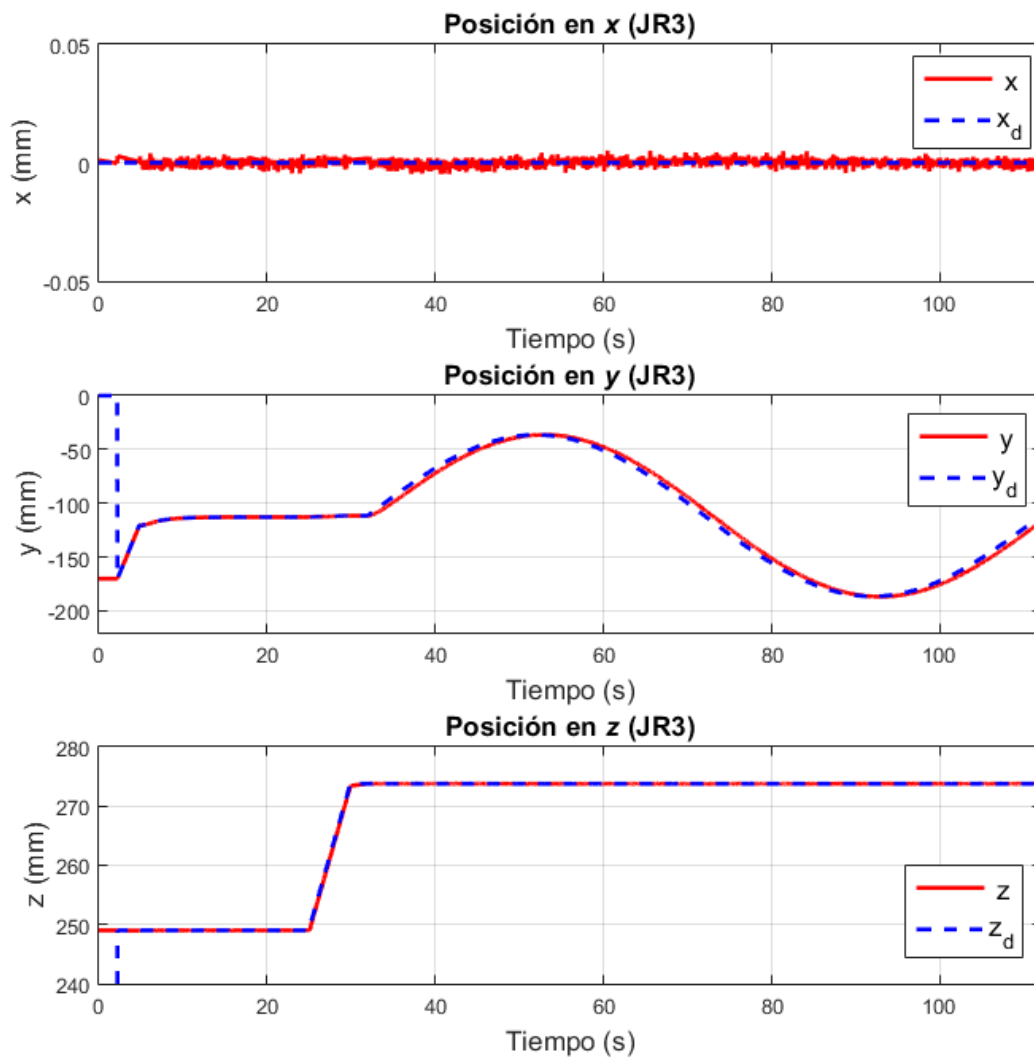 Posición en x (JR3)
0.05
0
-0.05
x (mm)
x
x_d
0 20 40 60 80 100
Tiempo (s)
Posición en y (JR3)
0
-50
-100
-150
-200
y (mm)
y
y_d
0 20 40 60 80 100
Tiempo (s)
Posición en z (JR3)
280
270
260
250
240
z (mm)
z
z_d
0 20 40 60 80 100
Tiempo (s)